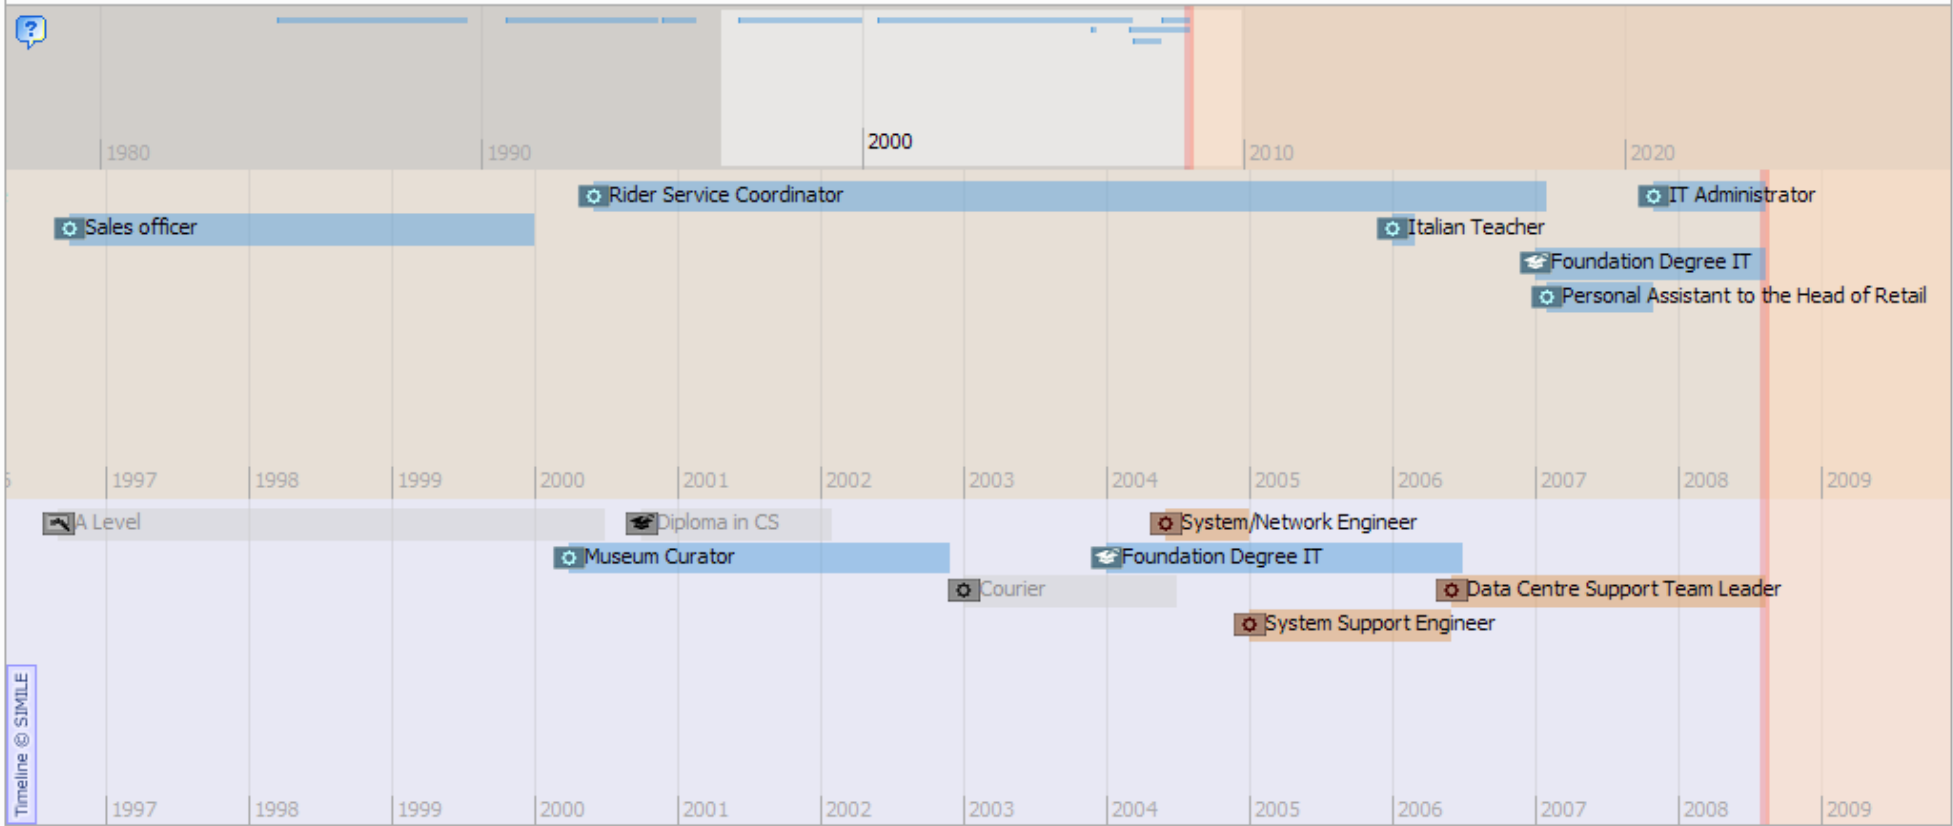 ?
2000
1980
1990
2010
2020
Rider Service Coordinator
IT Administrator
Sales officer
Italian Teacher
Foundation Degree IT
Personal Assistant to the Head of Retail
1997
1998
1999
2000
2001
2002
2003
2004
2005
2006
2007
2008
2009
A Level
Diploma in CS
System/Network Engineer
Museum Curator
Foundation Degree IT
Courier
Data Centre Support Team Leader
System Support Engineer
Timeline © SIMILE
1997
1998
1999
2000
2001
2002
2003
2004
2005
2006
2007
2008
2009